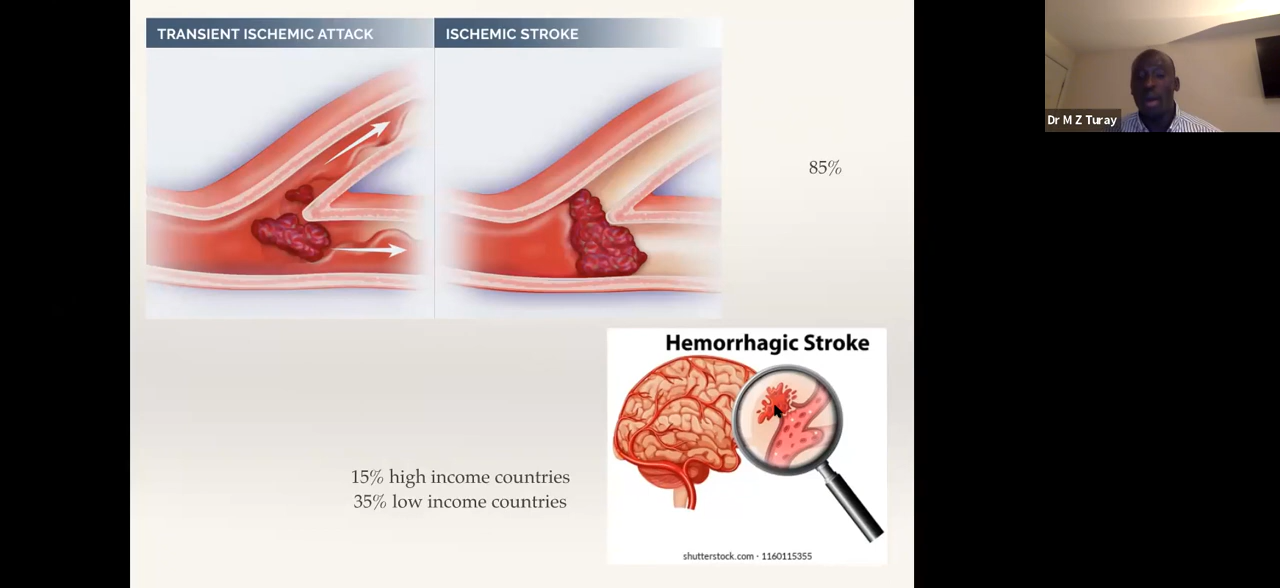 TRANSIENT ISCHEMIC ATTACK
ISCHEMIC STROKE
Dr M Z Turay
85%
Hemorrhagic Stroke
15% high income countries
35% low income countries
shutterstock.com · 1160115355